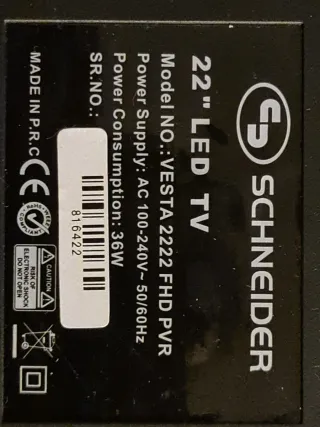 SCHNEIDER
22" LED TV
Model NO.:VESTA 2222 FHD PVR
Power Supply: AC 100-240V~ 50/60Hz
Power Consumption: 36W
SR.NO.:
816422
MADE IN P.R.C
CE
CAUTION
RISK OF
ELECTRIC SHOCK
DO NOT OPEN